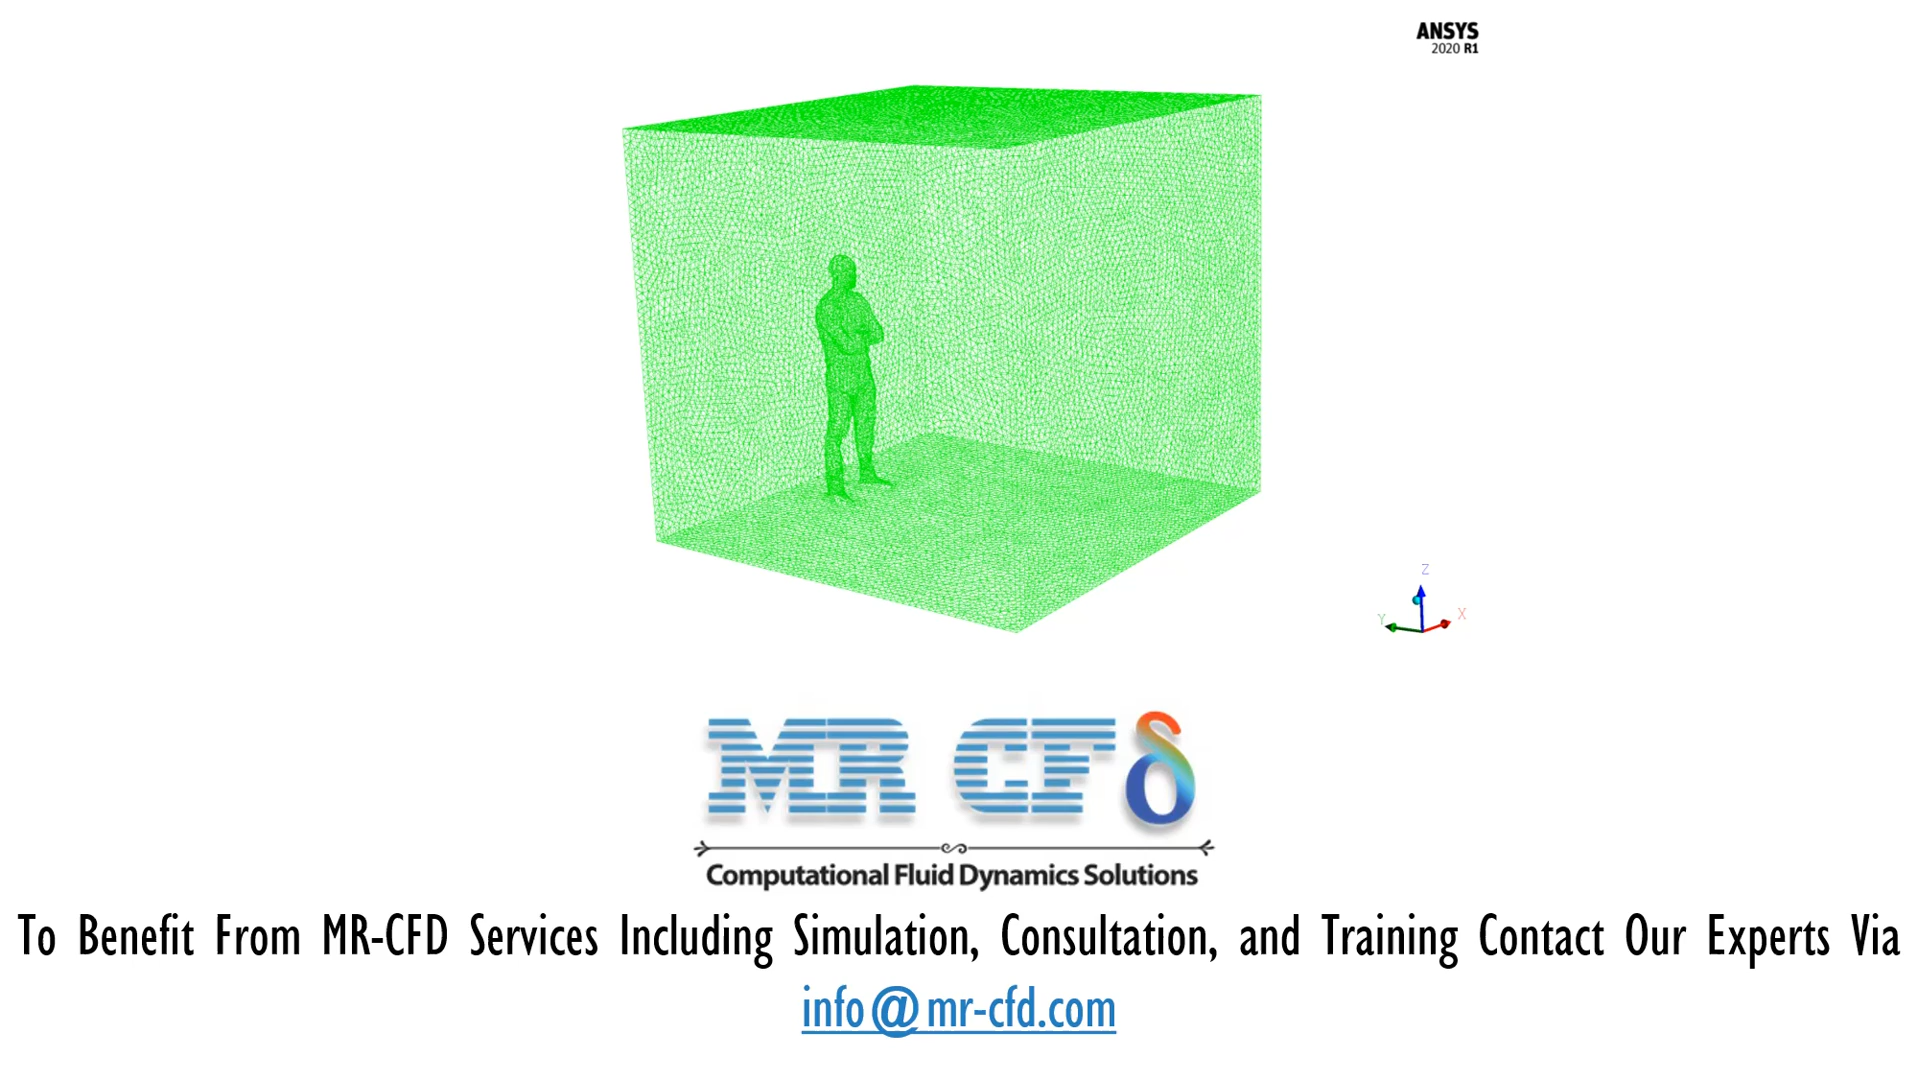 ANSYS
2020 R1
Z
Y
X
MR CFδ
Computational Fluid Dynamics Solutions
To Benefit From MR-CFD Services Including Simulation, Consultation, and Training Contact Our Experts Via
info@mr-cfd.com